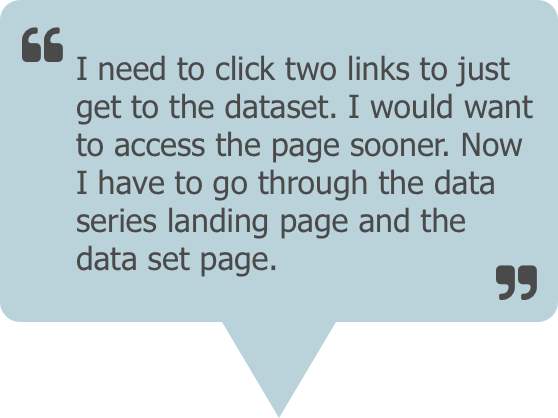 “
I need to click two links to just
get to the dataset. I would want
to access the page sooner. Now
I have to go through the data
series landing page and the
data set page.
”